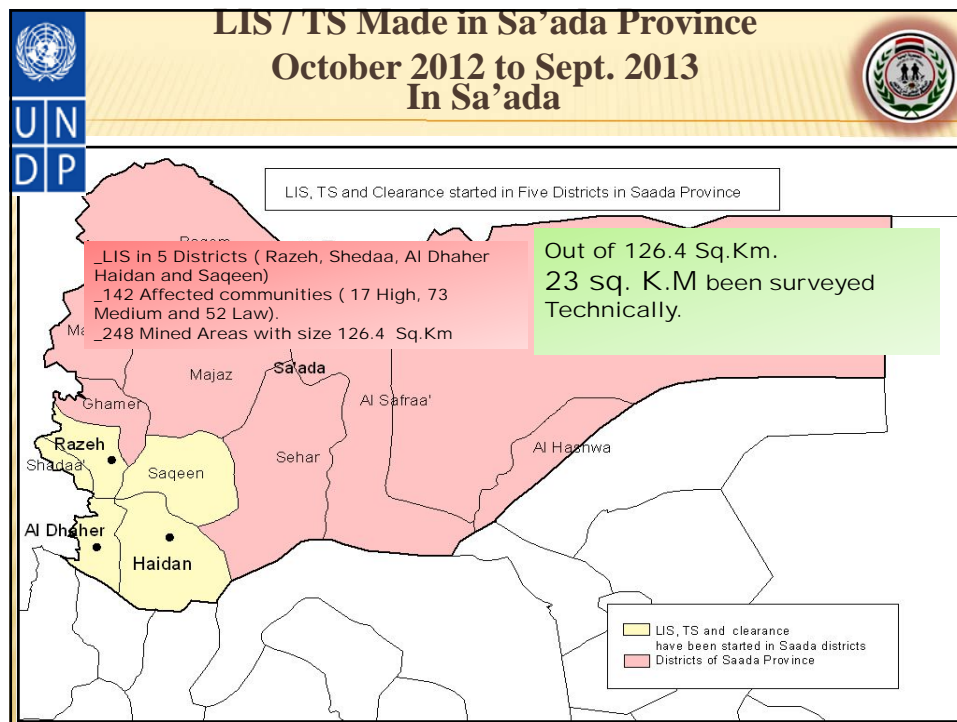 LIS / TS Made in Sa’ada Province
October 2012 to Sept. 2013
In Sa’ada
UN
DP
LIS, TS and Clearance started in Five Districts in Saada Province
_LIS in 5 Districts ( Razeh, Shedaa, Al Dhaher
Haidan and Saqeen)
_142 Affected communities ( 17 High, 73
Medium and 52 Law).
_248 Mined Areas with size 126.4 Sq.Km
Out of 126.4 Sq.Km.
23 sq. K.M been surveyed
Technically.
Majaz
Sa'ada
Ghamer
Al Safraa'
Razeh
Shadaa'
Saqeen
Sehar
Al Hashwa
Al Dhaher
Haidan
LIS, TS and clearance
have been started in Saada districts
Districts of Saada Province